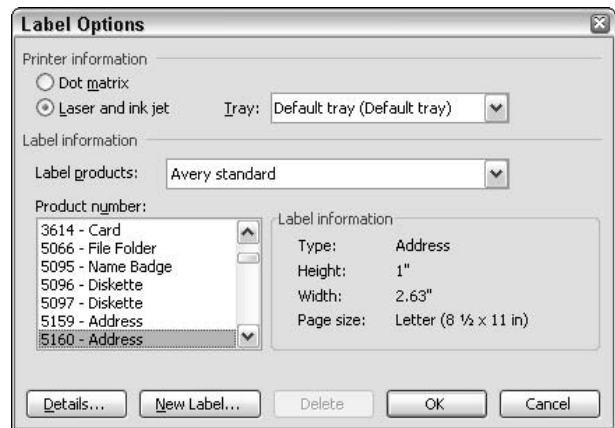 Label Options
Printer information
Dot matrix
Laser and ink jet Tray: Default tray (Default tray)
Label information
Label products: Avery standard
Product number:
3614 - Card
5066 - File Folder
5095 - Name Badge
5096 - Diskette
5097 - Diskette
5159 - Address
5160 - Address
Label information
Type: Address
Height: 1"
Width: 2.63"
Page size: Letter (8 ½ x 11 in)
Details... New Label... Delete OK Cancel